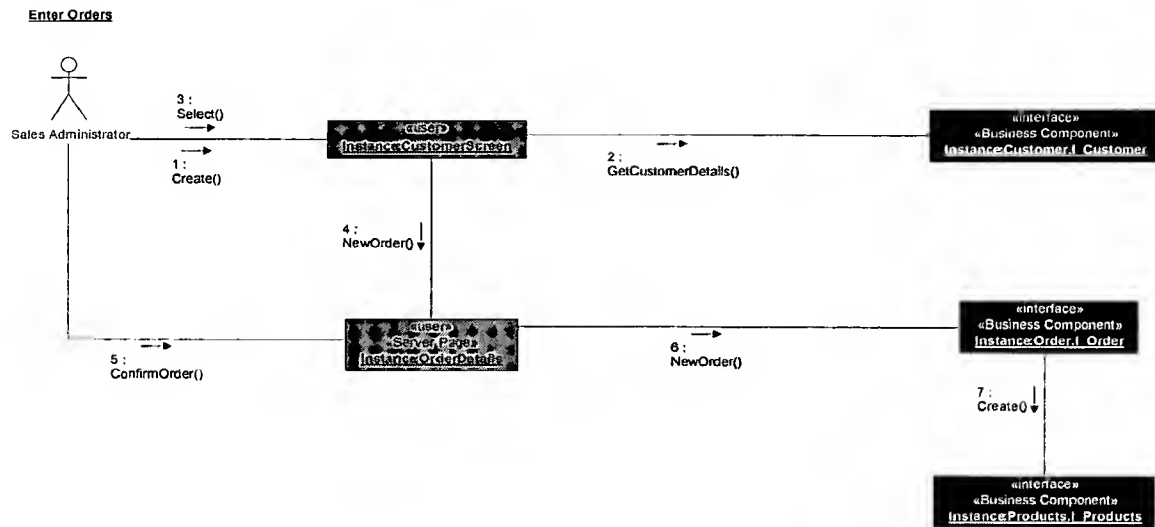 Enter Orders
Sales Administrator
3 :
Select()
1 :
Create()
«user»
Instance:CustomerScreen
2 :
GetCustomerDetails()
«interface»
«Business Component»
Instance:Customer.I_Customer
4 :
NewOrder()
5 :
ConfirmOrder()
«user»
«Server Page»
Instance:OrderDetails
6 :
NewOrder()
«interface»
«Business Component»
Instance:Order.I_Order
7 :
Create()
«interface»
«Business Component»
Instance:Products.I_Products